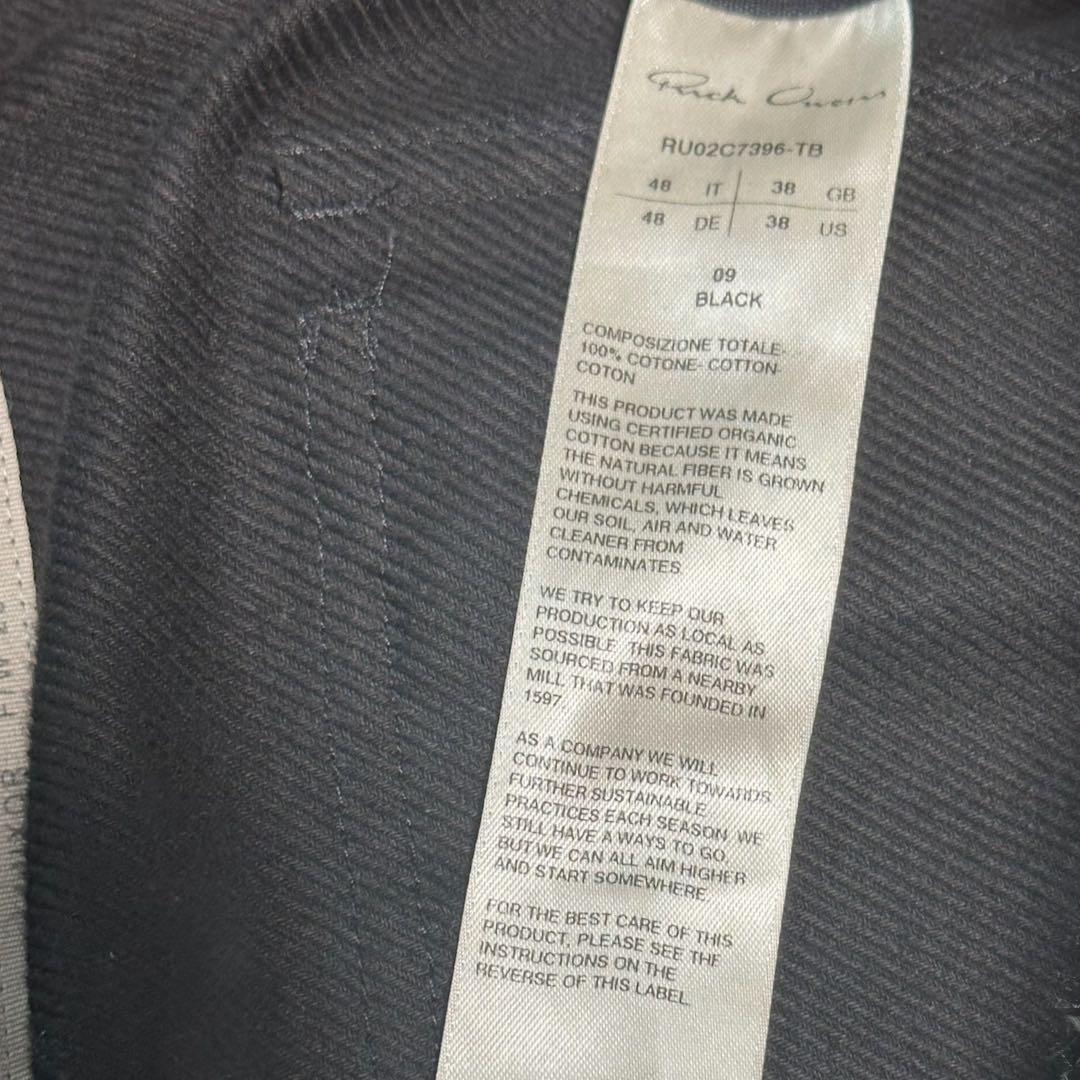 Rick Owens
RU02C7396-TB
48 IT 38 GB
48 DE 38 US
09
BLACK
COMPOSIZIONE TOTALE-
100% COTONE- COTTON-
COTON
THIS PRODUCT WAS MADE
USING CERTIFIED ORGANIC
COTTON BECAUSE IT MEANS
THE NATURAL FIBER IS GROWN
WITHOUT HARMFUL
CHEMICALS, WHICH LEAVES
OUR SOIL, AIR AND WATER
CLEANER FROM
CONTAMINATES.
WE TRY TO KEEP OUR
PRODUCTION AS LOCAL AS
POSSIBLE. THIS FABRIC WAS
SOURCED FROM A NEARBY
MILL THAT WAS FOUNDED IN
1597.
AS A COMPANY WE WILL
CONTINUE TO WORK TOWARDS
FURTHER SUSTAINABLE
PRACTICES EACH SEASON. WE
STILL HAVE A WAYS TO GO,
BUT WE CAN ALL AIM HIGHER
AND START SOMEWHERE.
FOR THE BEST CARE OF THIS
PRODUCT, PLEASE SEE THE
INSTRUCTIONS ON THE
REVERSE OF THIS LABEL.